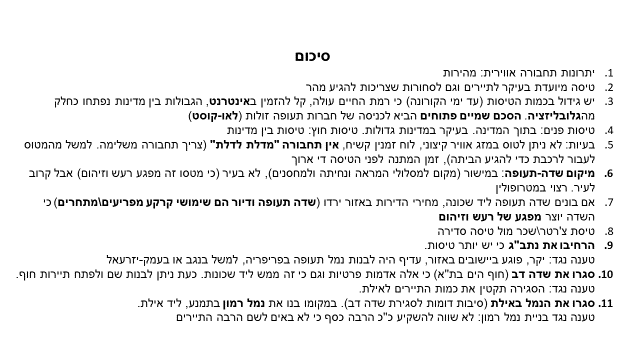 סיכום
1. יתרונות תחבורה אווירית: מהירות
2. טיסה מיועדת בעיקר לתיירים וגם לסחורות שצריכות להגיע מהר
3. יש גידול בכמות הטיסות (עד ימי הקורונה) כי רמת החיים עולה, קל להזמין באינטרנט, הגבולות בין מדינות נפתחו כחלק
מהגלובליזציה. הסכם שמיים פתוחים הביא לכניסה של חברות תעופה זולות (לאו-קוסט)
4. טיסות פנים: בתוך המדינה. בעיקר במדינות גדולות. טיסות חוץ: טיסות בין מדינות
5. בעיות: לא ניתן לטוס במזג אוויר קיצוני, לוח זמנין קשיח, אין תחבורה "מדלת לדלת" (צריך תחבורה משלימה. למשל מהמטוס
לעבור לרכבת כדי להגיע הביתה), זמן המתנה לפני הטיסה די ארוך
6. מיקום שדה-תעופה: במישור (מקום למסלולי המראה ונחיתה ולמחסנים), לא בעיר (כי מטסו זה מפגע רעש וזיהום) אבל קרוב
לעיר. רצוי במטרופולין
7. אם בונים שדה תעופה ליד שכונה, מחירי הדירות באזור ירדו (שדה תעופה ודיור הם שימושי קרקע מפריעים\מתחרים) כי
השדה יוצר מפגע של רעש וזיהום
8. טיסת צ'רטר\שכר מול טיסה סדירה
9. הרחיבו את נתב"ג כי יש יותר טיסות.
טענה נגד: יקר, פוגע ביישובים באזור, עדיף היה לבנות נמל תעופה בפריפריה, למשל בנגב או בעמק-יזרעאל
10. סגרו את שדה דב (חוף הים בת"א) כי אלה אדמות פרטיות וגם כי זה ממש ליד שכונות. כעת ניתן לבנות שם ולפתח תיירות חוף.
טענה נגד: הסגירה תקטין את כמות התיירים לאילת.
11. סגרו את הנמל באילת (סיבות דומות לסגירת שדה דב). במקומו בנו את נמל רמון בתמנע, ליד אילת.
טענה נגד בניית נמל רמון: לא שווה להשקיע כ"כ הרבה כסף כי לא באים לשם הרבה התיירים